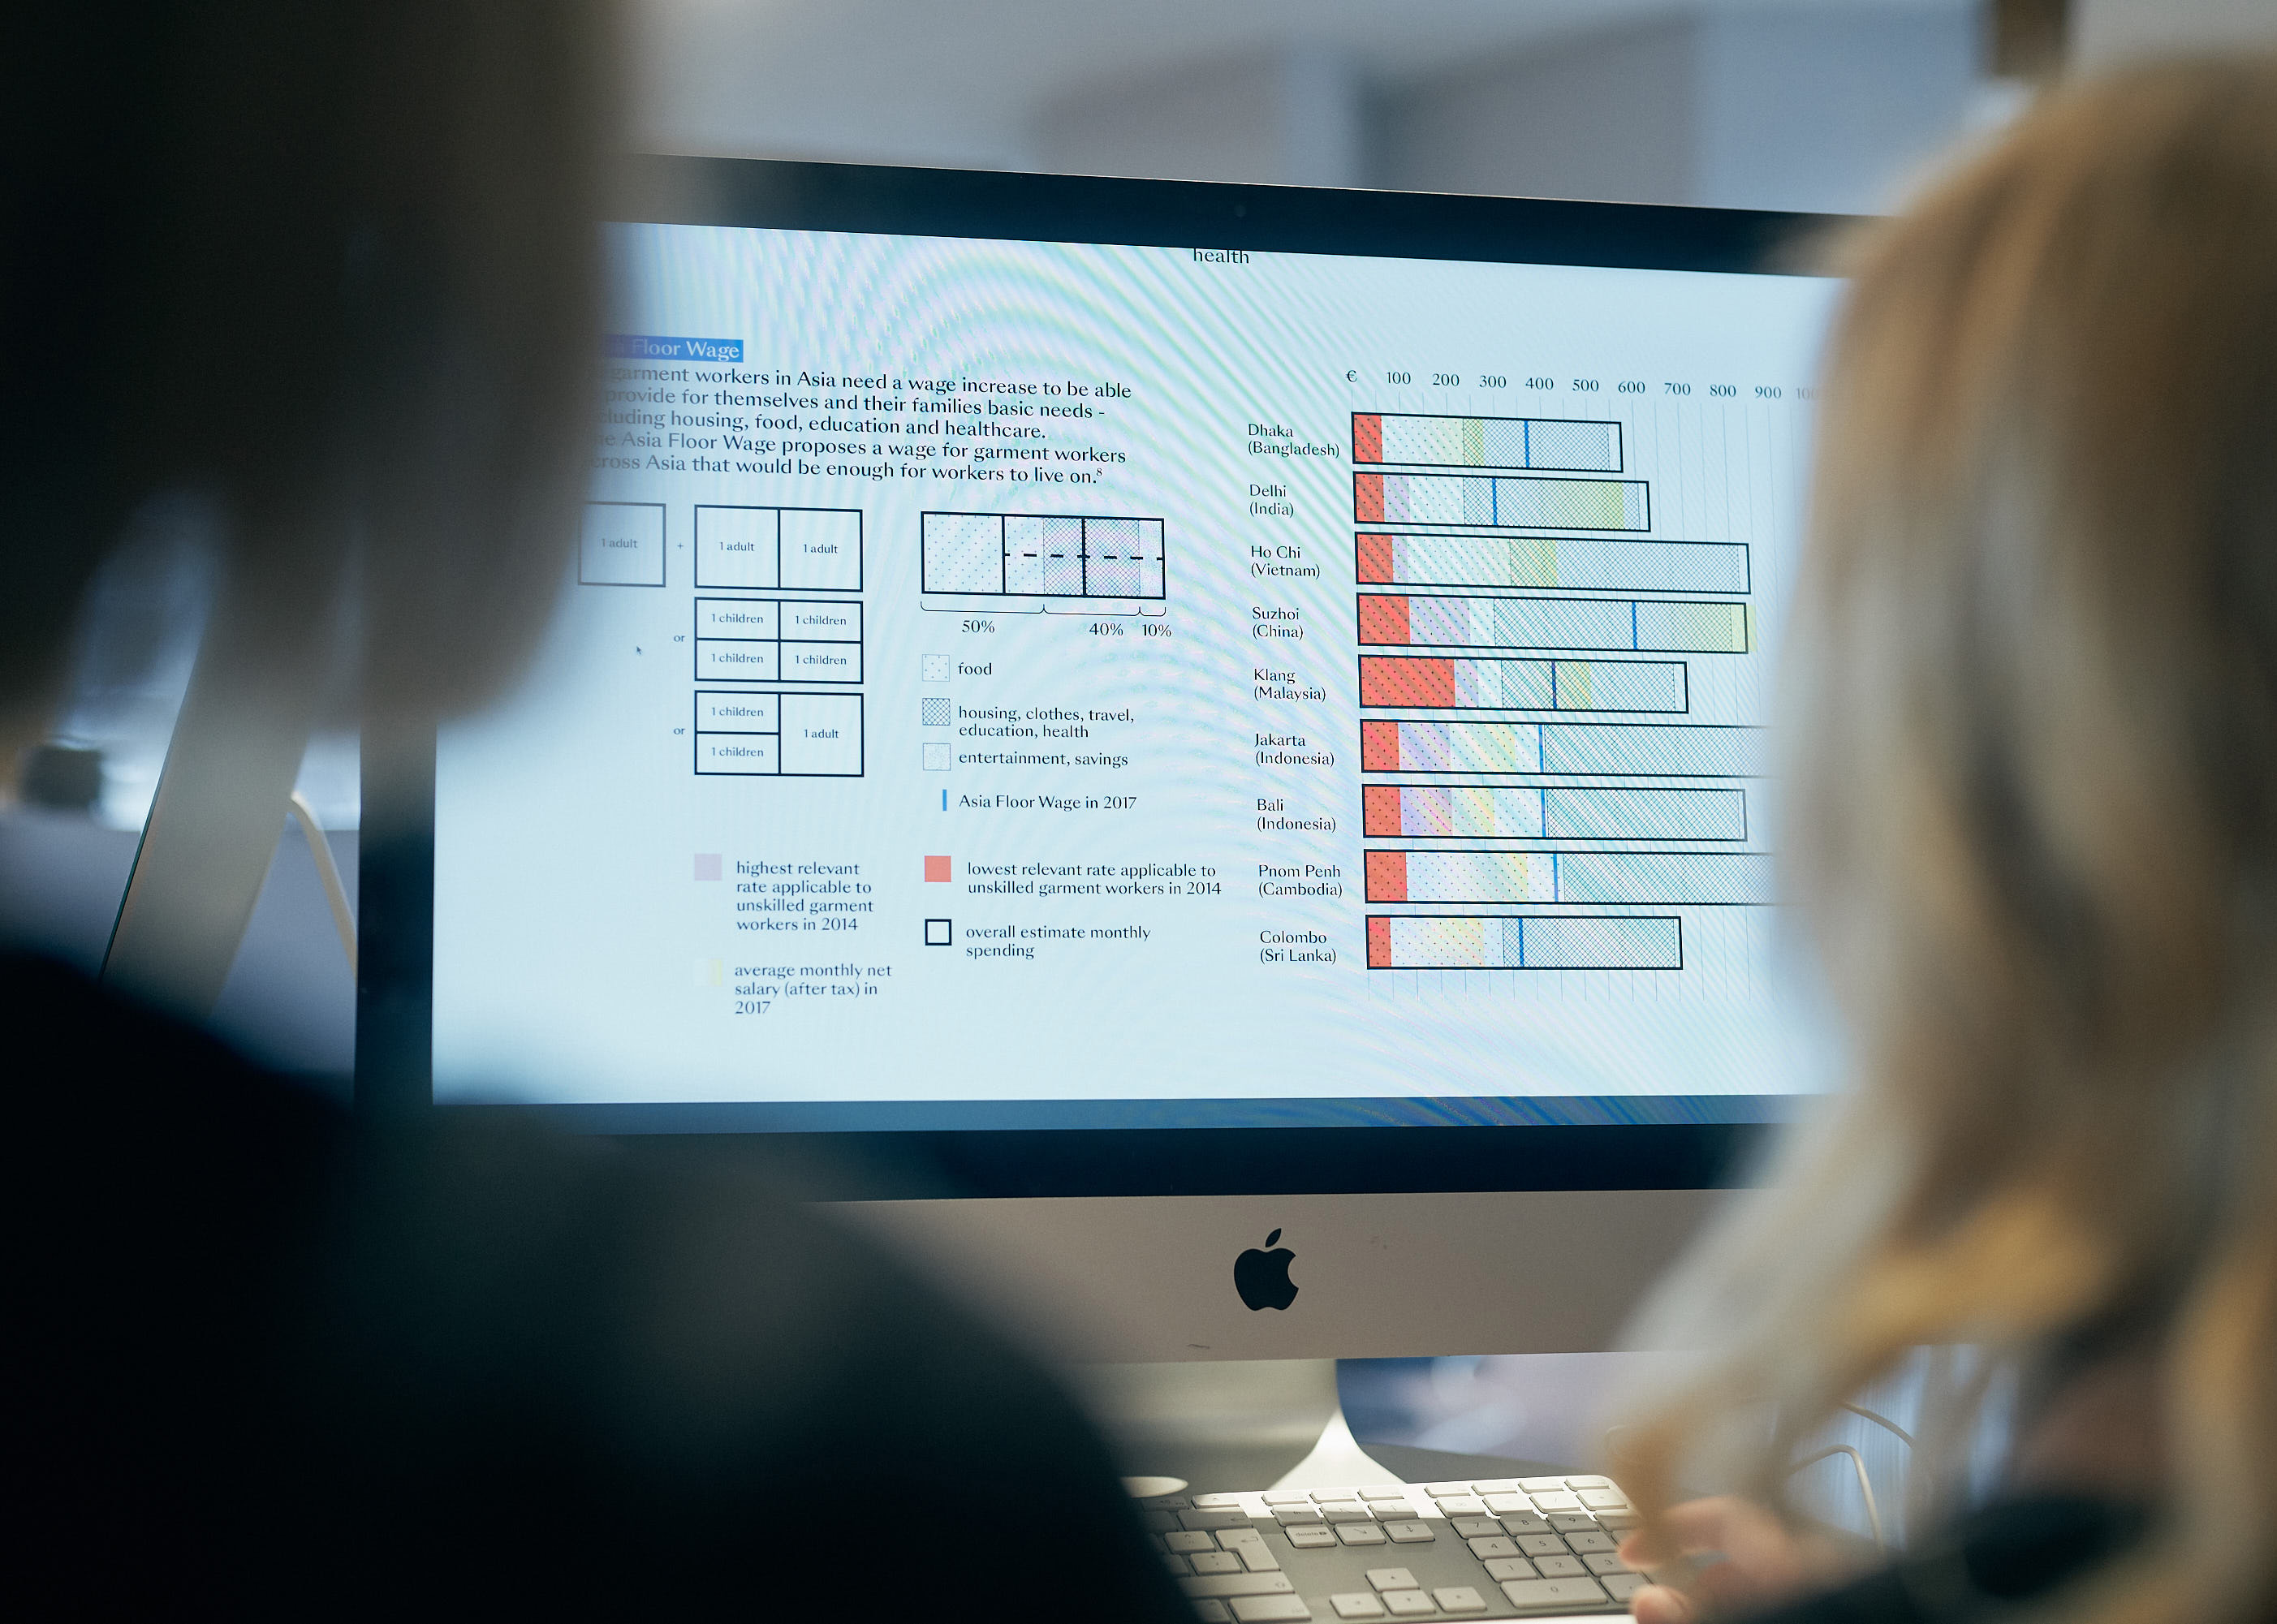 health
Floor Wage
garment workers in Asia need a wage increase to be able
provide for themselves and their families basic needs -
housing, food, education and healthcare.
Asia Floor Wage proposes a wage for garment workers
Asia that would be enough for workers to live on.⁸
1 adult
+
1 adult
1 adult
or
1 children
1 children
1 children
1 children
or
1 children
1 children
1 adult
50%
40%
10%
food
housing, clothes, travel,
education, health
entertainment, savings
Asia Floor Wage in 2017
highest relevant
rate applicable to
unskilled garment
workers in 2014
average monthly net
salary (after tax) in
2017
lowest relevant rate applicable to
unskilled garment workers in 2014
overall estimate monthly
spending
€ 100 200 300 400 500 600 700 800 900
Dhaka
(Bangladesh)
Delhi
(India)
Ho Chi
(Vietnam)
Suzhoi
(China)
Klang
(Malaysia)
Jakarta
(Indonesia)
Bali
(Indonesia)
Pnom Penh
(Cambodia)
Colombo
(Sri Lanka)